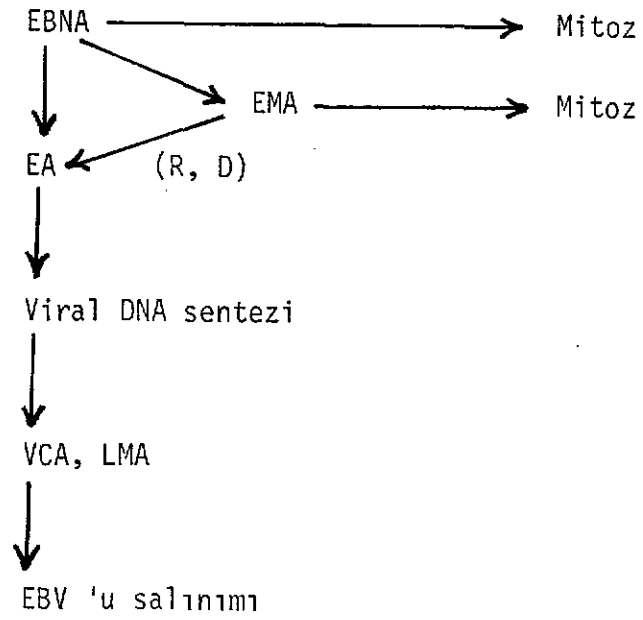 EBNA Mitoz
EMA Mitoz
EA (R, D)
Viral DNA sentezi
VCA, LMA
EBV 'u salınımı